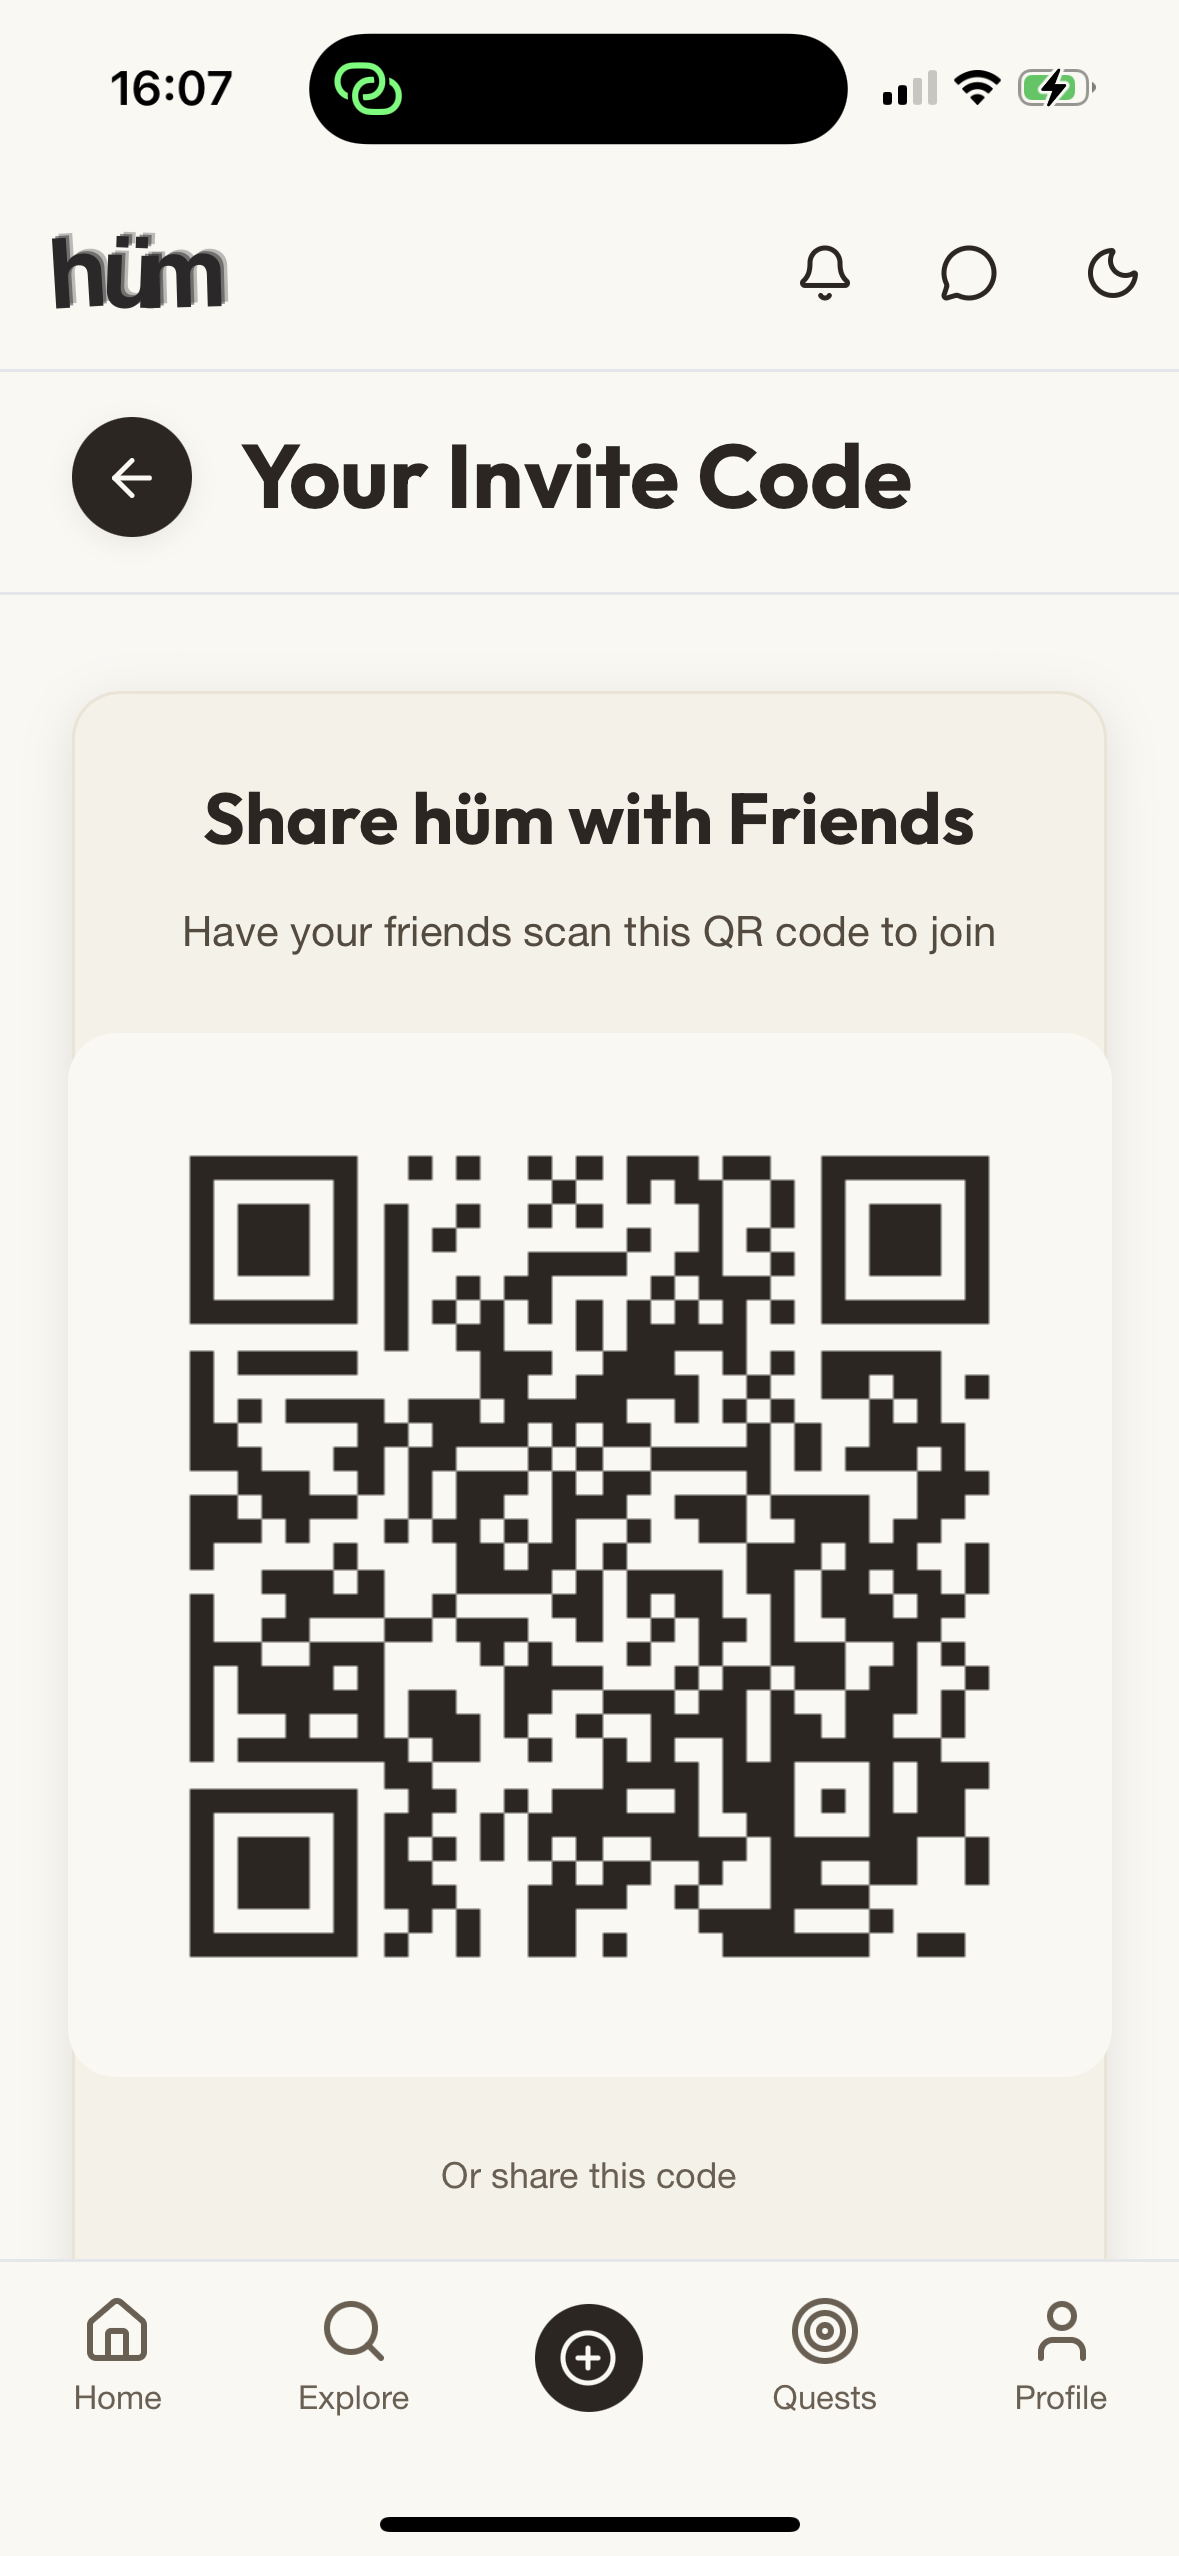 16:07
hüm
Your Invite Code
Share hüm with Friends
Have your friends scan this QR code to join
Or share this code
Home
Explore
Quests
Profile